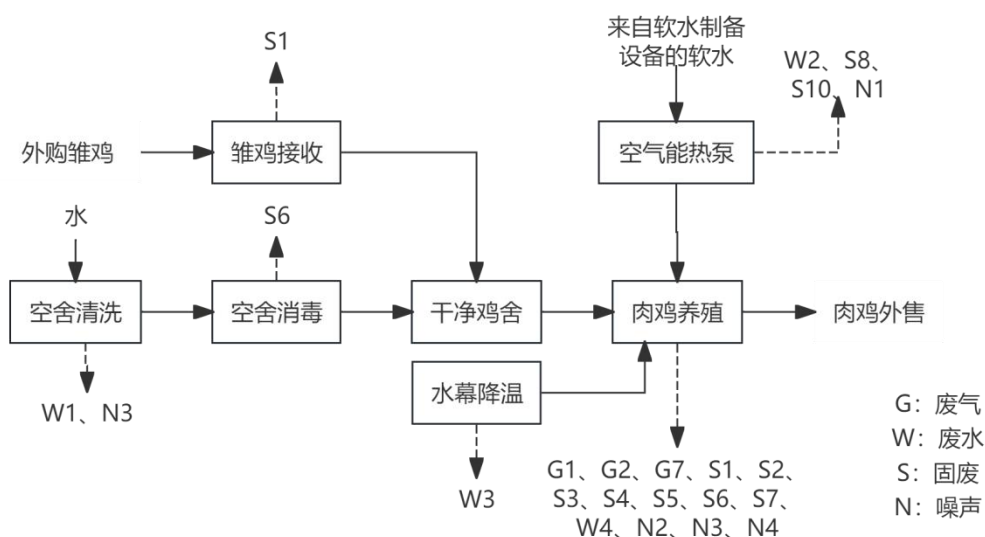 S1
来自软水制备
设备的软水
W2、S8、
S10、N1
外购雏鸡
雏鸡接收
空气能热泵
水
S6
空舍清洗
空舍消毒
干净鸡舍
肉鸡养殖
肉鸡外售
W1、N3
水幕降温
W3
G1、G2、G7、S1、S2、
S3、S4、S5、S6、S7、
W4、N2、N3、N4
G：废气
W：废水
S：固废
N：噪声